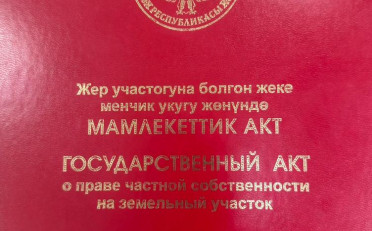 РЕСПУБЛИКАСЫ
Жер участогуна болгон жеке
менчик укугу жөнүндө
МАМЛЕКЕТТИК АКТ
ГОСУДАРСТВЕННЫЙ АКТ
о праве частной собственности
на земельный участок